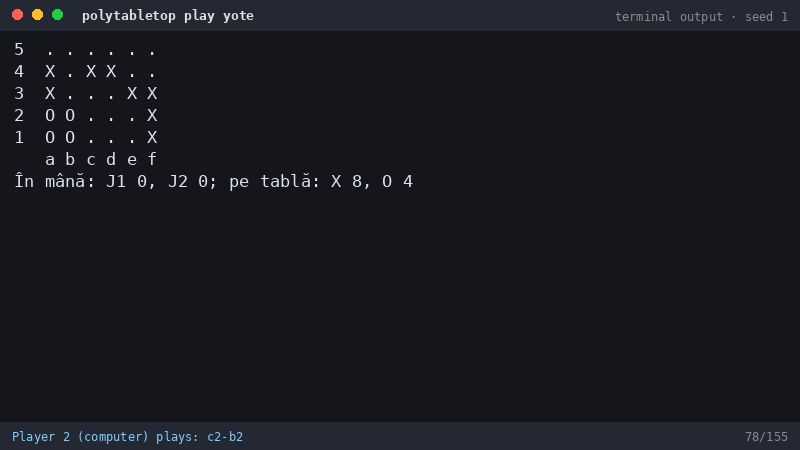 polytabletop play yote
terminal output · seed 1
5 . . . . . .
4 X . X X . .
3 X . . . X X
2 O O . . . X
1 O O . . . X
a b c d e f
În mână: J1 0, J2 0; pe tablă: X 8, O 4
Player 2 (computer) plays: c2-b2
78/155